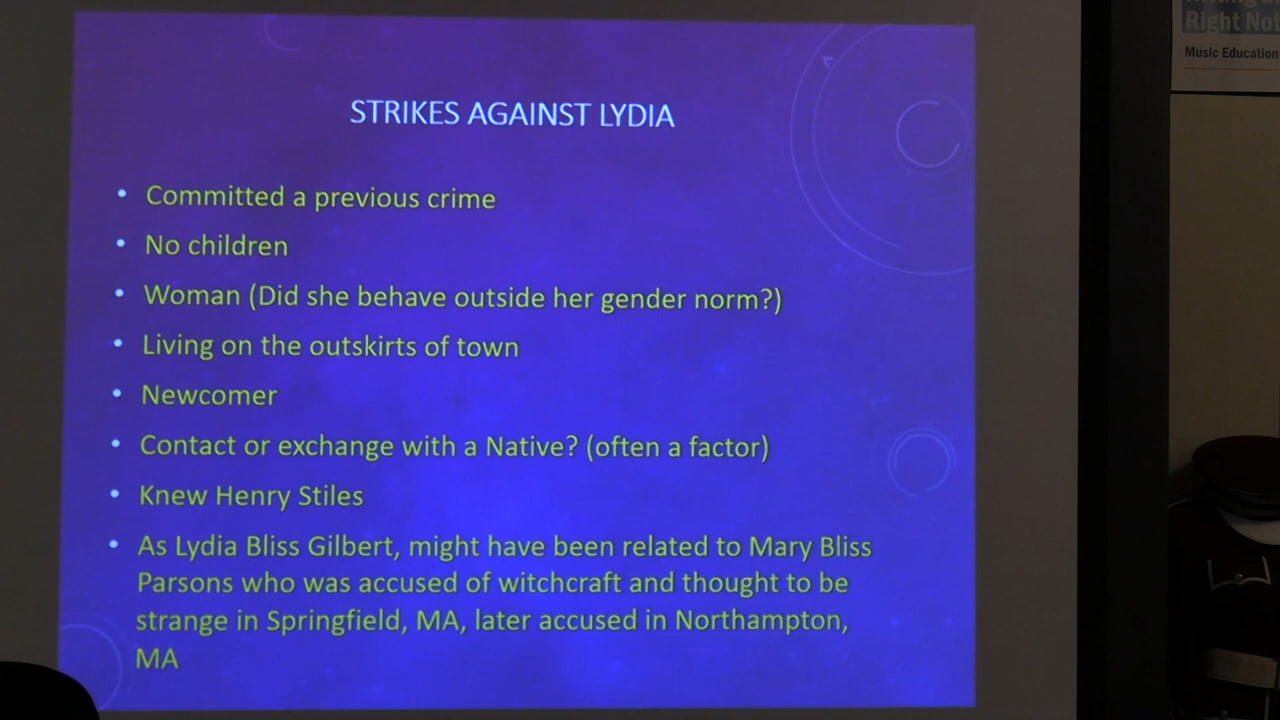 Right Not
Music Education
STRIKES AGAINST LYDIA
• Committed a previous crime
• No children
• Woman (Did she behave outside her gender norm?)
• Living on the outskirts of town
• Newcomer
• Contact or exchange with a Native? (often a factor)
• Knew Henry Stiles
• As Lydia Bliss Gilbert, might have been related to Mary Bliss
Parsons who was accused of witchcraft and thought to be
strange in Springfield, MA, later accused in Northampton,
MA